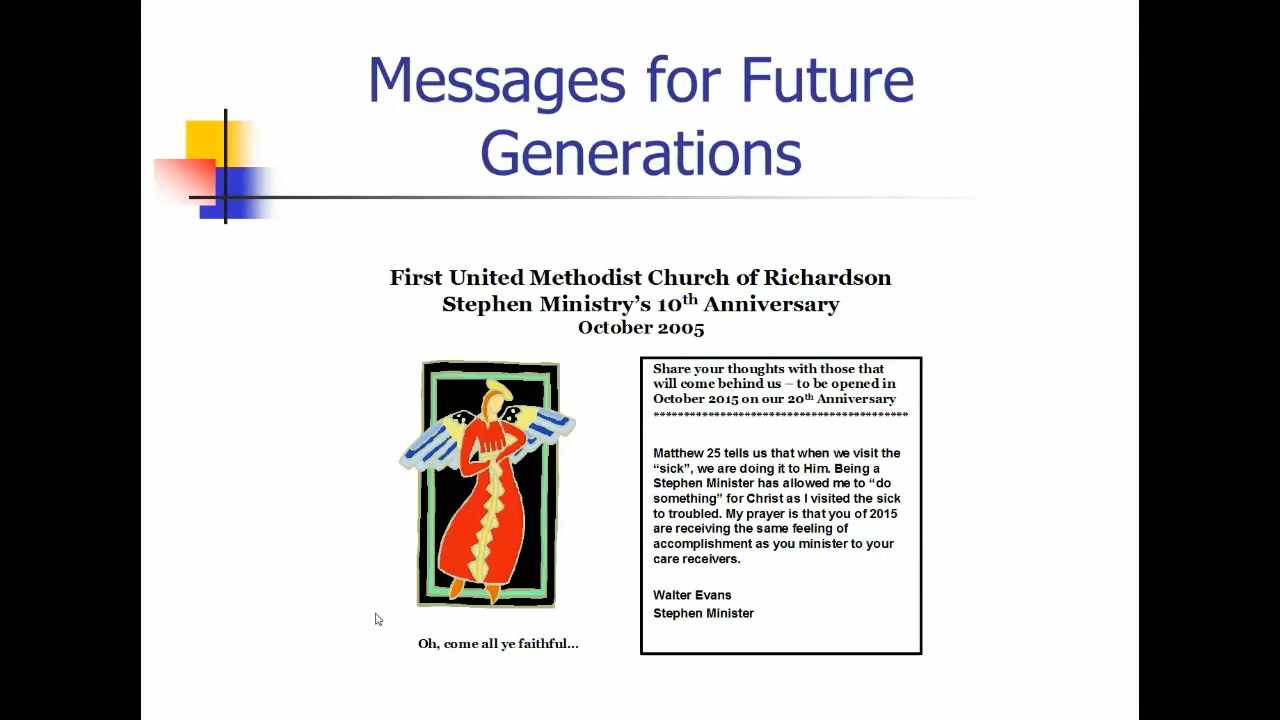 Messages for Future
Generations
First United Methodist Church of Richardson
Stephen Ministry’s 10th Anniversary
October 2005
Share your thoughts with those that
will come behind us – to be opened in
October 2015 on our 20th Anniversary
****************************************
Matthew 25 tells us that when we visit the
“sick”, we are doing it to Him. Being a
Stephen Minister has allowed me to “do
something” for Christ as I visited the sick
to troubled. My prayer is that you of 2015
are receiving the same feeling of
accomplishment as you minister to your
care receivers.
Walter Evans
Stephen Minister
Oh, come all ye faithful...